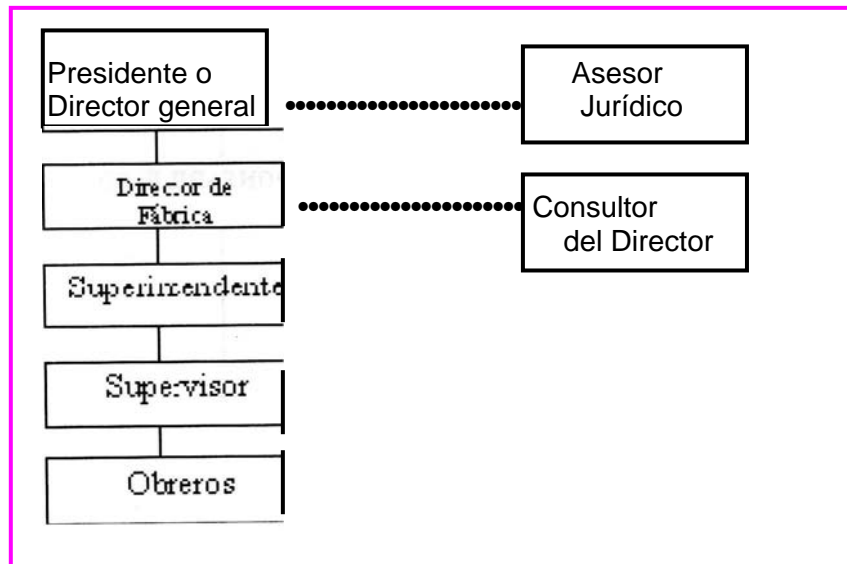 Presidente o
Director general
Asesor
Jurídico
Director de
Fábrica
Consultor
del Director
Superintendente
Supervisor
Obreros